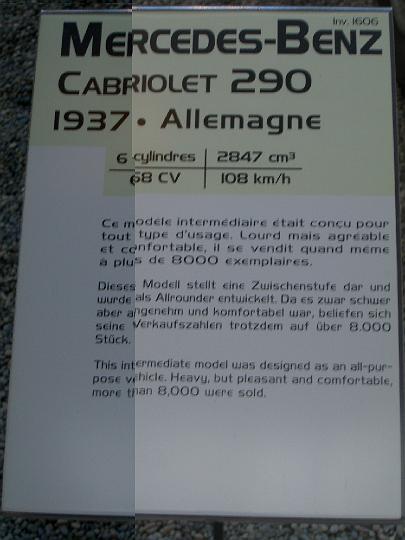 Inv. 1606
MERCEDES-BENZ
CABRIOLET 290
1937 • Allemagne
6 cylindres 2847 cm³
68 CV 108 km/h
Ce modèle intermédiaire était conçu pour
tout type d'usage. Lourd mais agréable
et confortable, il se vendit quand même
à plus de 8000 exemplaires.
Dieses Modell stellt eine Zwischenstufe dar und
wurde als Allrounder entwickelt. Da es zwar schwer
aber angenehm und komfortabel war, beliefen sich
seine Verkaufszahlen trotzdem auf über 8.000
Stück.
This intermediate model was designed as an all-pur-
pose vehicle. Heavy, but pleasant and comfortable,
more than 8,000 were sold.